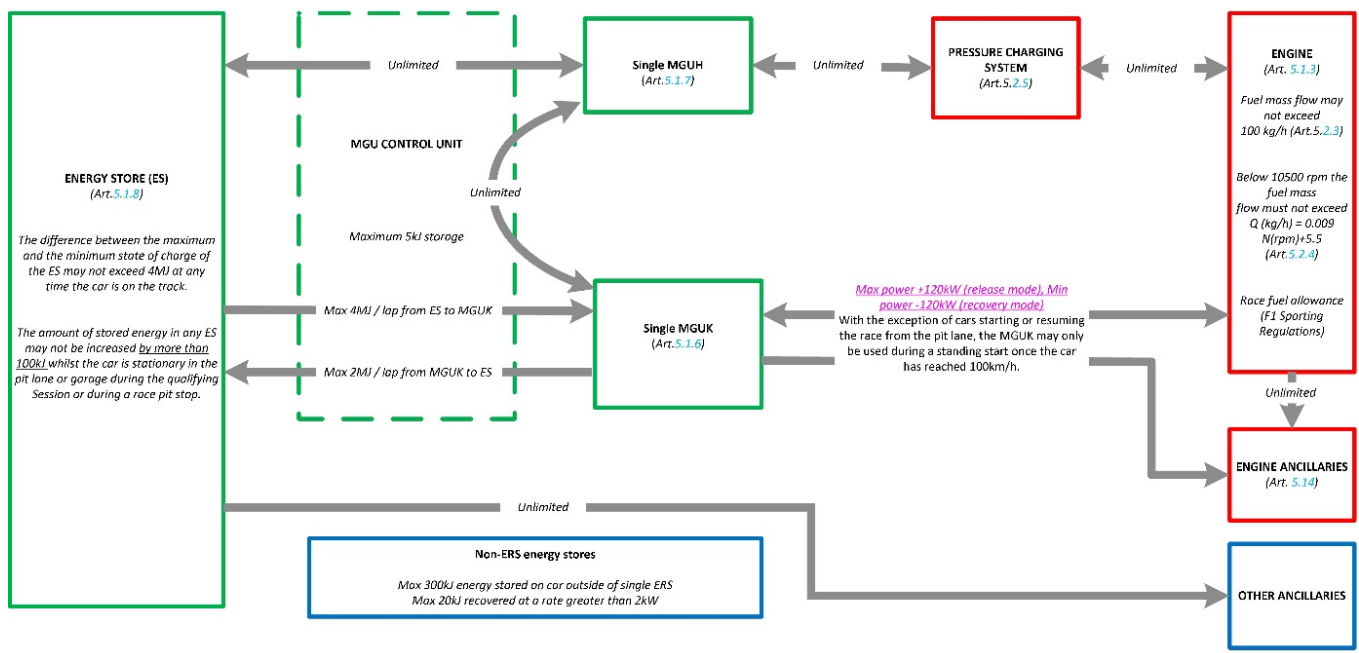 ENERGY STORE (ES)
(Art.5.1.8)
The difference between the maximum
and the minimum state of charge of
the ES may not exceed 4MJ at any
time the car is on the track.
The amount of stored energy in any ES
may not be increased by more than
100kJ whilst the car is stationary in the
pit lane or garage during the qualifying
Session or during a race pit stop.
Unlimited
MGU CONTROL UNIT
Unlimited
Maximum 5kJ storage
Max 4MJ / lap from ES to MGUK
Max 2MJ / lap from MGUK to ES
Unlimited
Non-ERS energy stores
Max 300kJ energy stored on car outside of single ERS
Max 20kJ recovered at a rate greater than 2kW
Single MGUH
(Art.5.1.7)
Single MGUK
(Art.5.1.6)
Unlimited
PRESSURE CHARGING
SYSTEM
(Art.5.2.5)
Unlimited
Max power +120kW (release mode), Min
power -120kW (recovery mode)
With the exception of cars starting or resuming
the race from the pit lane, the MGUK may only
be used during a standing start once the car
has reached 100km/h.
ENGINE
(Art. 5.1.3)
Fuel mass flow may
not exceed
100 kg/h (Art.5.2.3)
Below 10500 rpm the
fuel mass
flow must not exceed
Q (kg/h) = 0.009
N(rpm)+5.5
(Art.5.2.4)
Race fuel allowance
(F1 Sporting
Regulations)
Unlimited
ENGINE ANCILLARIES
(Art. 5.14)
OTHER ANCILLARIES